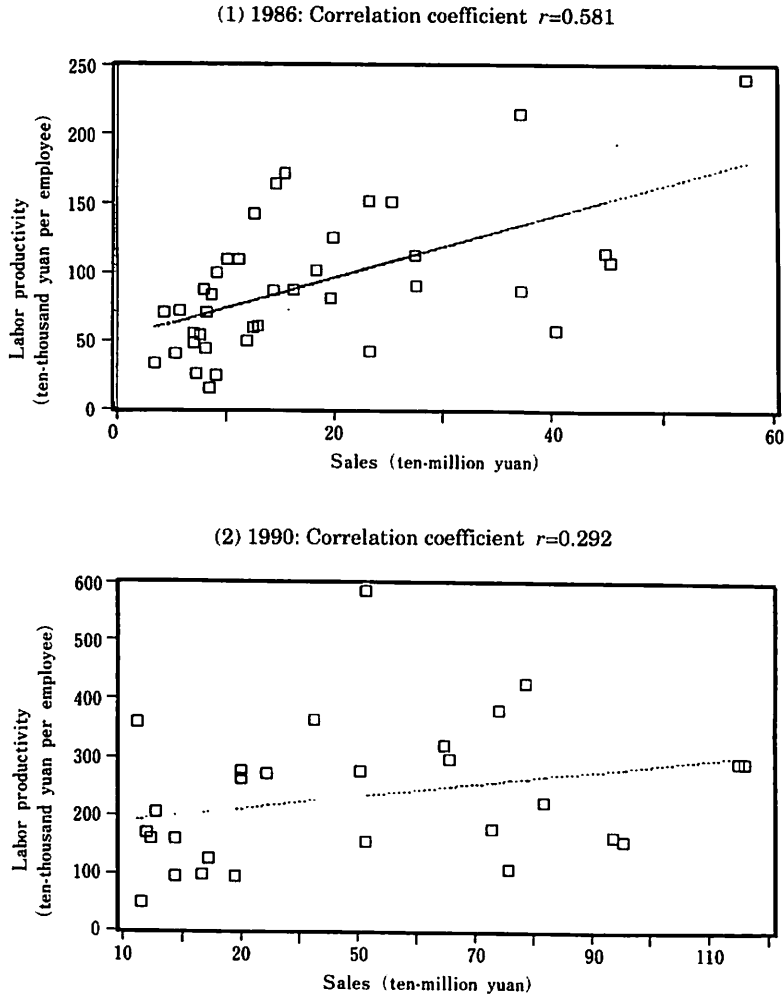 (1) 1986: Correlation coefficient r=0.581
Labor productivity
(ten-thousand yuan per employee)
250
200
150
100
50
0
0
20
40
60
Sales (ten-million yuan)
(2) 1990: Correlation coefficient r=0.292
Labor productivity
(ten-thousand yuan per employee)
600
500
400
300
200
100
0
10
20
50
70
90
110
Sales (ten-million yuan)